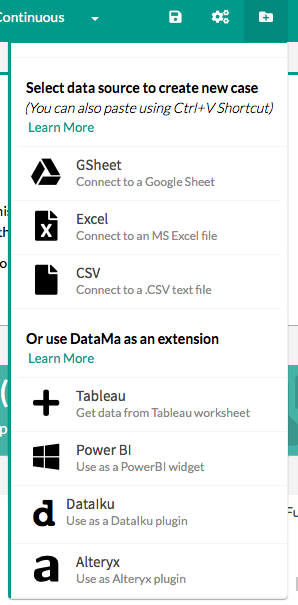 Continuous
Select data source to create new case
(You can also paste using Ctrl+V Shortcut)
Learn More
GSheet
Connect to a Google Sheet
X Excel
Connect to an MS Excel file
CSV
Connect to a .CSV text file
Or use DataMa as an extension
Learn More
Tableau
Get data from Tableau worksheet
Power BI
Use as a PowerBI widget
d DataIku
Use as a DataIku plugin
a Alteryx
Use as Alteryx plugin